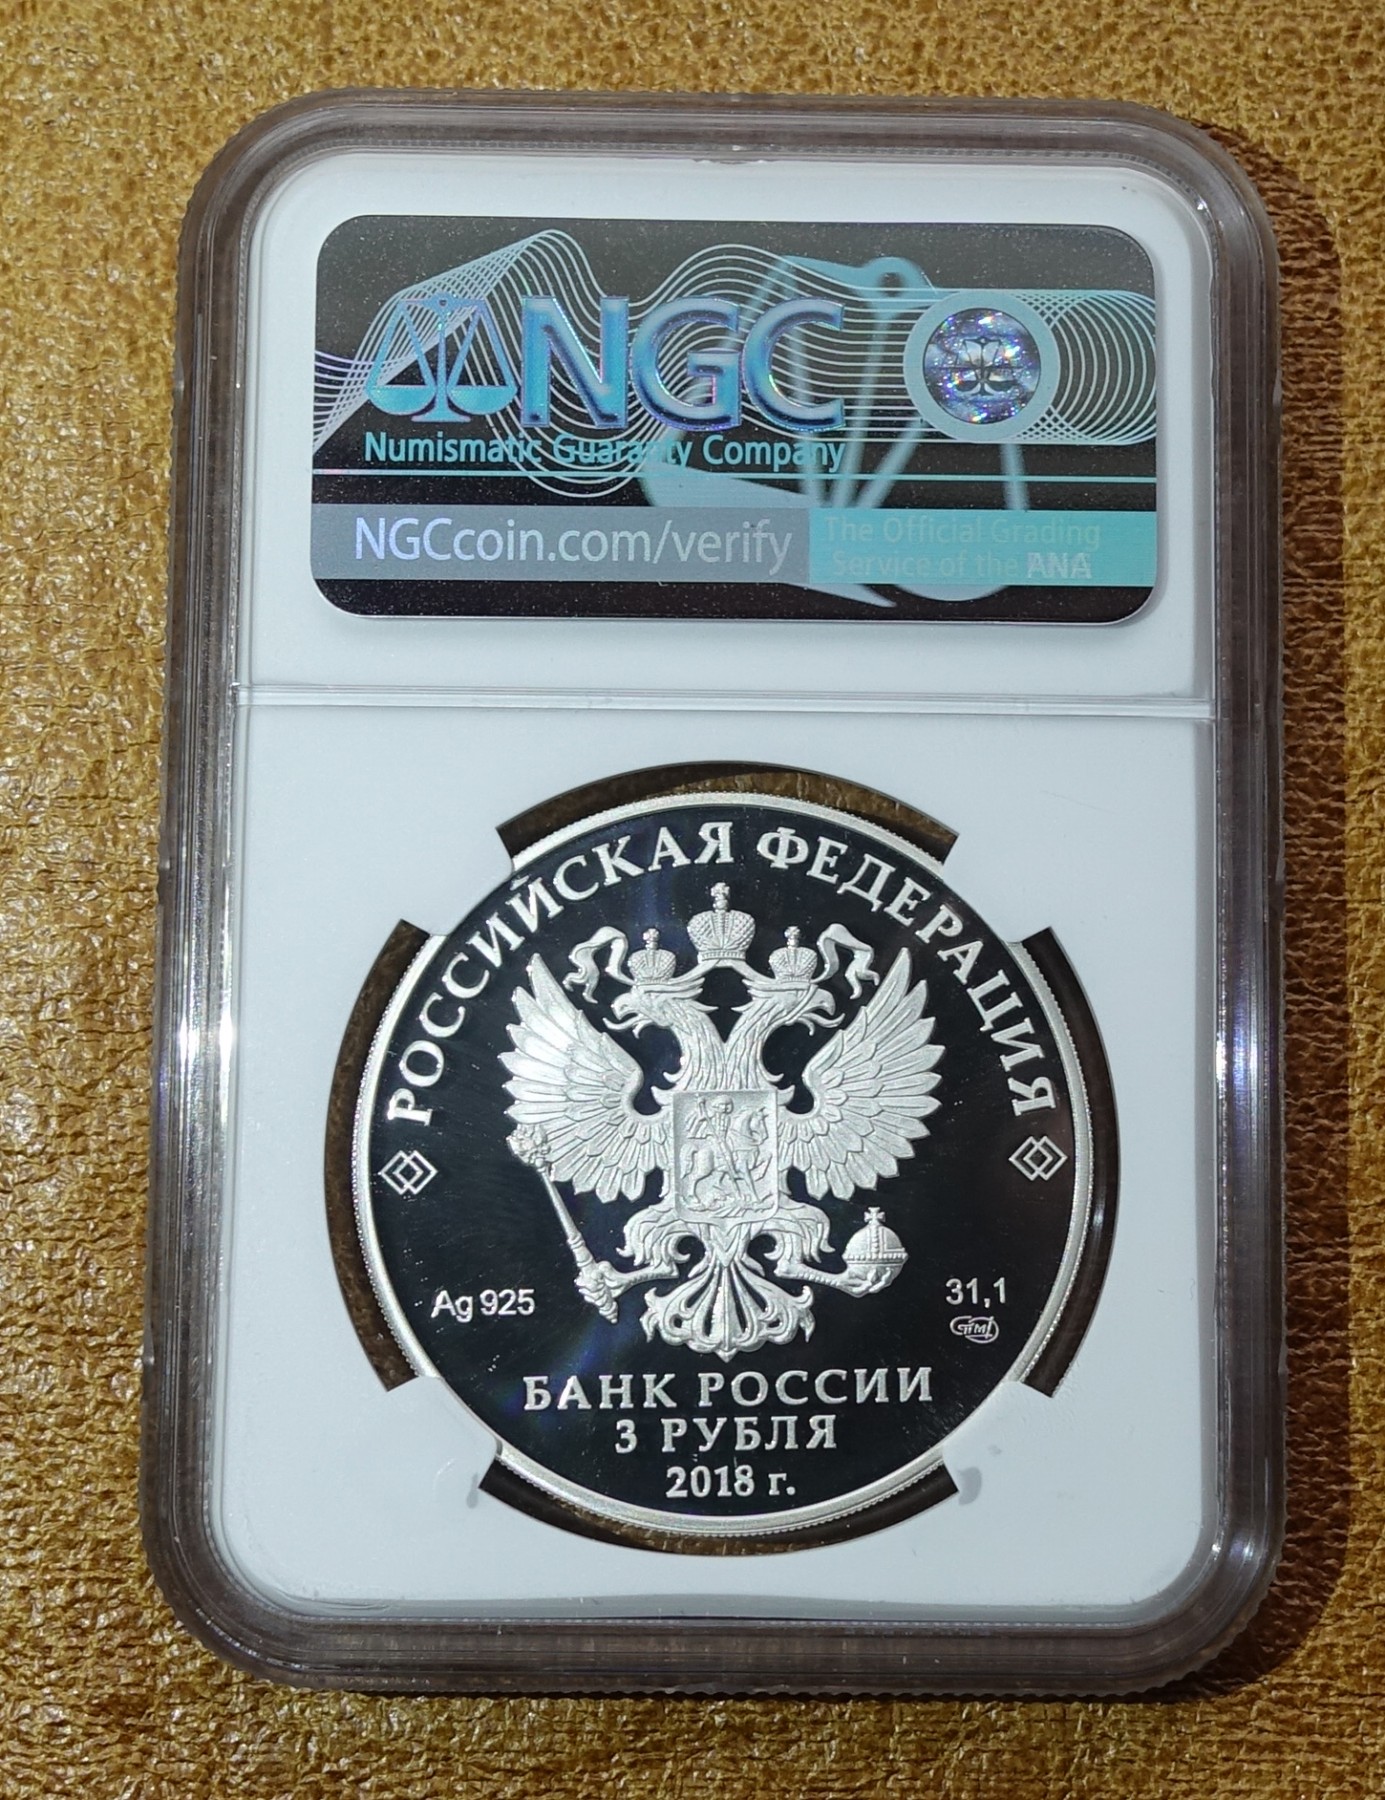 NGC
Numismatic Guaranty Company
NGCcoin.com/verify
The Official Grading
Service of the ANA
РОССИЙСКАЯ ФЕДЕРАЦИЯ
Ag 925
31,1
СПМД
БАНК РОССИИ
3 РУБЛЯ
2018 г.